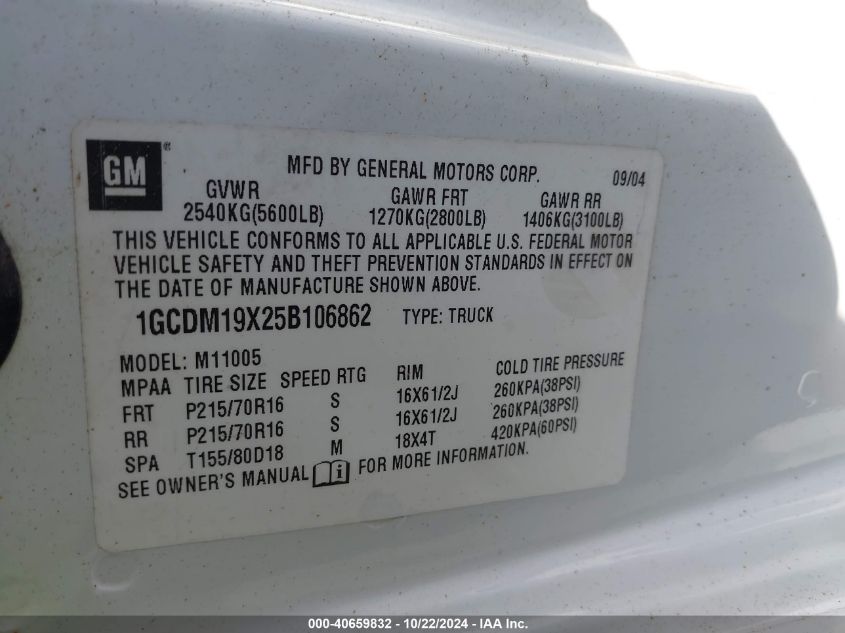 GM ® MFD BY GENERAL MOTORS CORP. 09/04
GVWR GAWR FRT GAWR RR
2540KG(5600LB) 1270KG(2800LB) 1406KG(3100LB)
THIS VEHICLE CONFORMS TO ALL APPLICABLE U.S. FEDERAL MOTOR
VEHICLE SAFETY AND THEFT PREVENTION STANDARDS IN EFFECT ON
THE DATE OF MANUFACTURE SHOWN ABOVE.
1GCDM19X25B106862 TYPE: TRUCK
MODEL: M11005
MPAA TIRE SIZE SPEED RTG RIM COLD TIRE PRESSURE
FRT P215/70R16 S 16X61/2J 260KPA(38PSI)
RR P215/70R16 S 16X61/2J 260KPA(38PSI)
SPA T155/80D18 M 18X4T 420KPA(60PSI)
SEE OWNER'S MANUAL i FOR MORE INFORMATION.
000-40659832 - 10/22/2024 - IAA Inc.